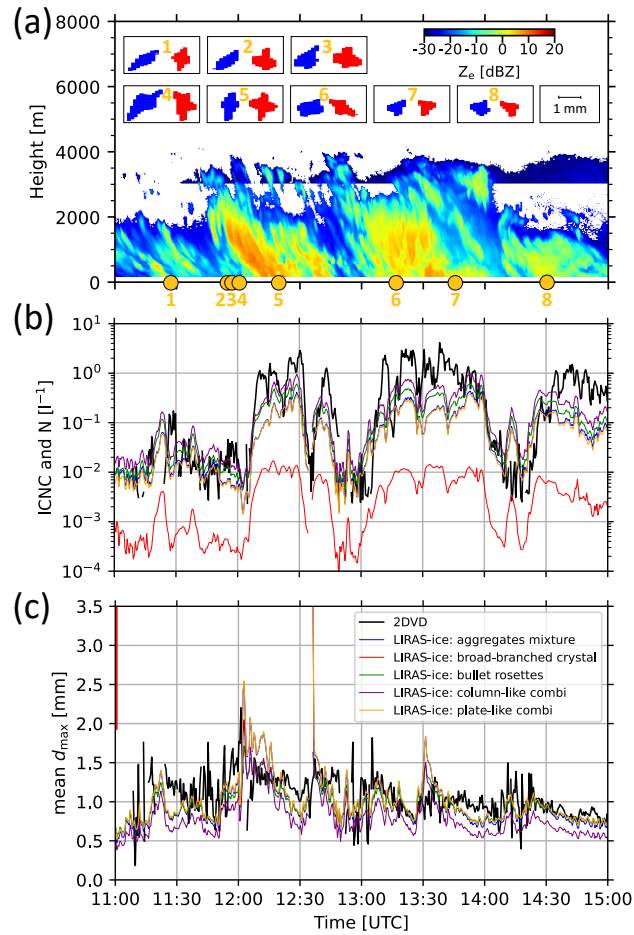 (a)
8000
6000
4000
2000
0
Height [m]
1
2
3
4
5
6
7
8
1 mm
-30
-20
-10
0
10
20
Zₑ [dBZ]
1
2
3
4
5
6
7
8
(b)
10¹
10⁰
10⁻¹
10⁻²
10⁻³
10⁻⁴
ICNC and N [l⁻¹]
(c)
3.5
3.0
2.5
2.0
1.5
1.0
0.5
0.0
mean d_max [mm]
2DVD
LIRAS-ice: aggregates mixture
LIRAS-ice: broad-branched crystal
LIRAS-ice: bullet rosettes
LIRAS-ice: column-like combi
LIRAS-ice: plate-like combi
11:00 11:30 12:00 12:30 13:00 13:30 14:00 14:30 15:00
Time [UTC]